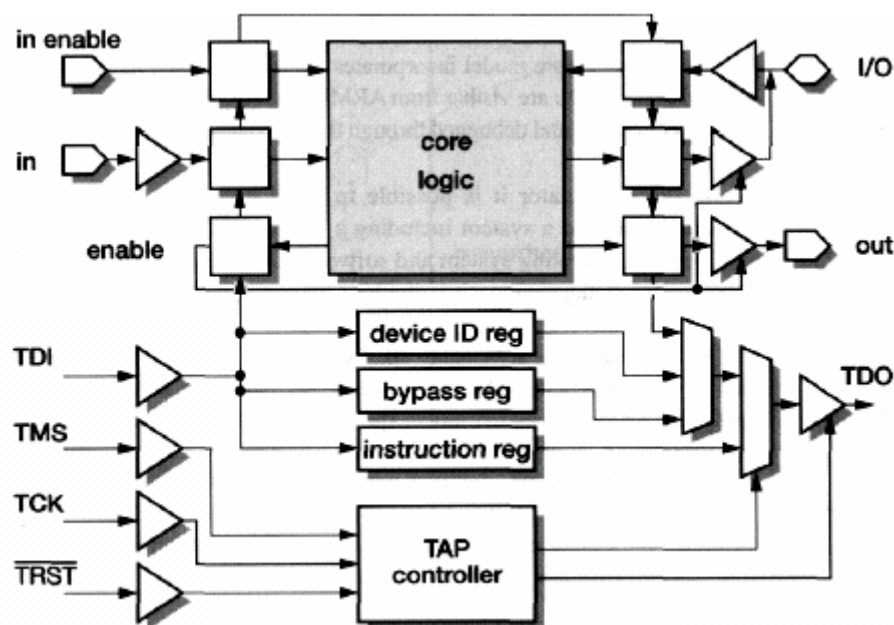 in enable
I/O
in
core
logic
enable
out
TDI
device ID reg
TDO
bypass reg
TMS
instruction reg
TCK
TAP
controller
TRST